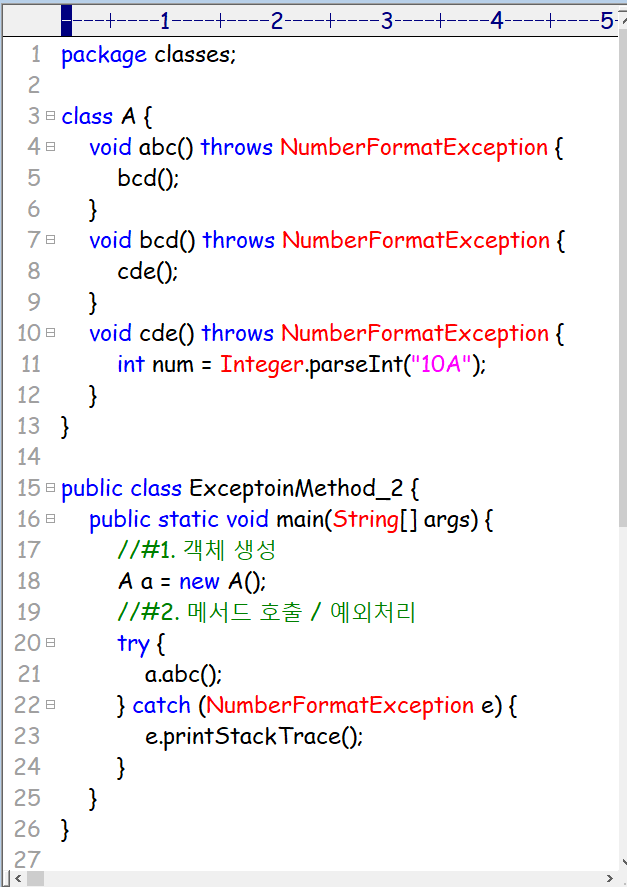 ----+----1----+----2----+----3----+----4----+----5-
1 package classes;
2
3 class A {
4 void abc() throws NumberFormatException {
5 bcd();
6 }
7 void bcd() throws NumberFormatException {
8 cde();
9 }
10 void cde() throws NumberFormatException {
11 int num = Integer.parseInt("10A");
12 }
13 }
14
15 public class ExceptoinMethod_2 {
16 public static void main(String[] args) {
17 //#1. 객체 생성
18 A a = new A();
19 //#2. 메서드 호출 / 예외처리
20 try {
21 a.abc();
22 } catch (NumberFormatException e) {
23 e.printStackTrace();
24 }
25 }
26 }
27